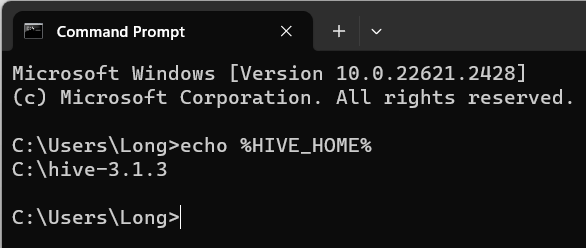 Command Prompt
Microsoft Windows [Version 10.0.22621.2428]
(c) Microsoft Corporation. All rights reserved.
C:\Users\Long>echo %HIVE_HOME%
C:\hive-3.1.3
C:\Users\Long>